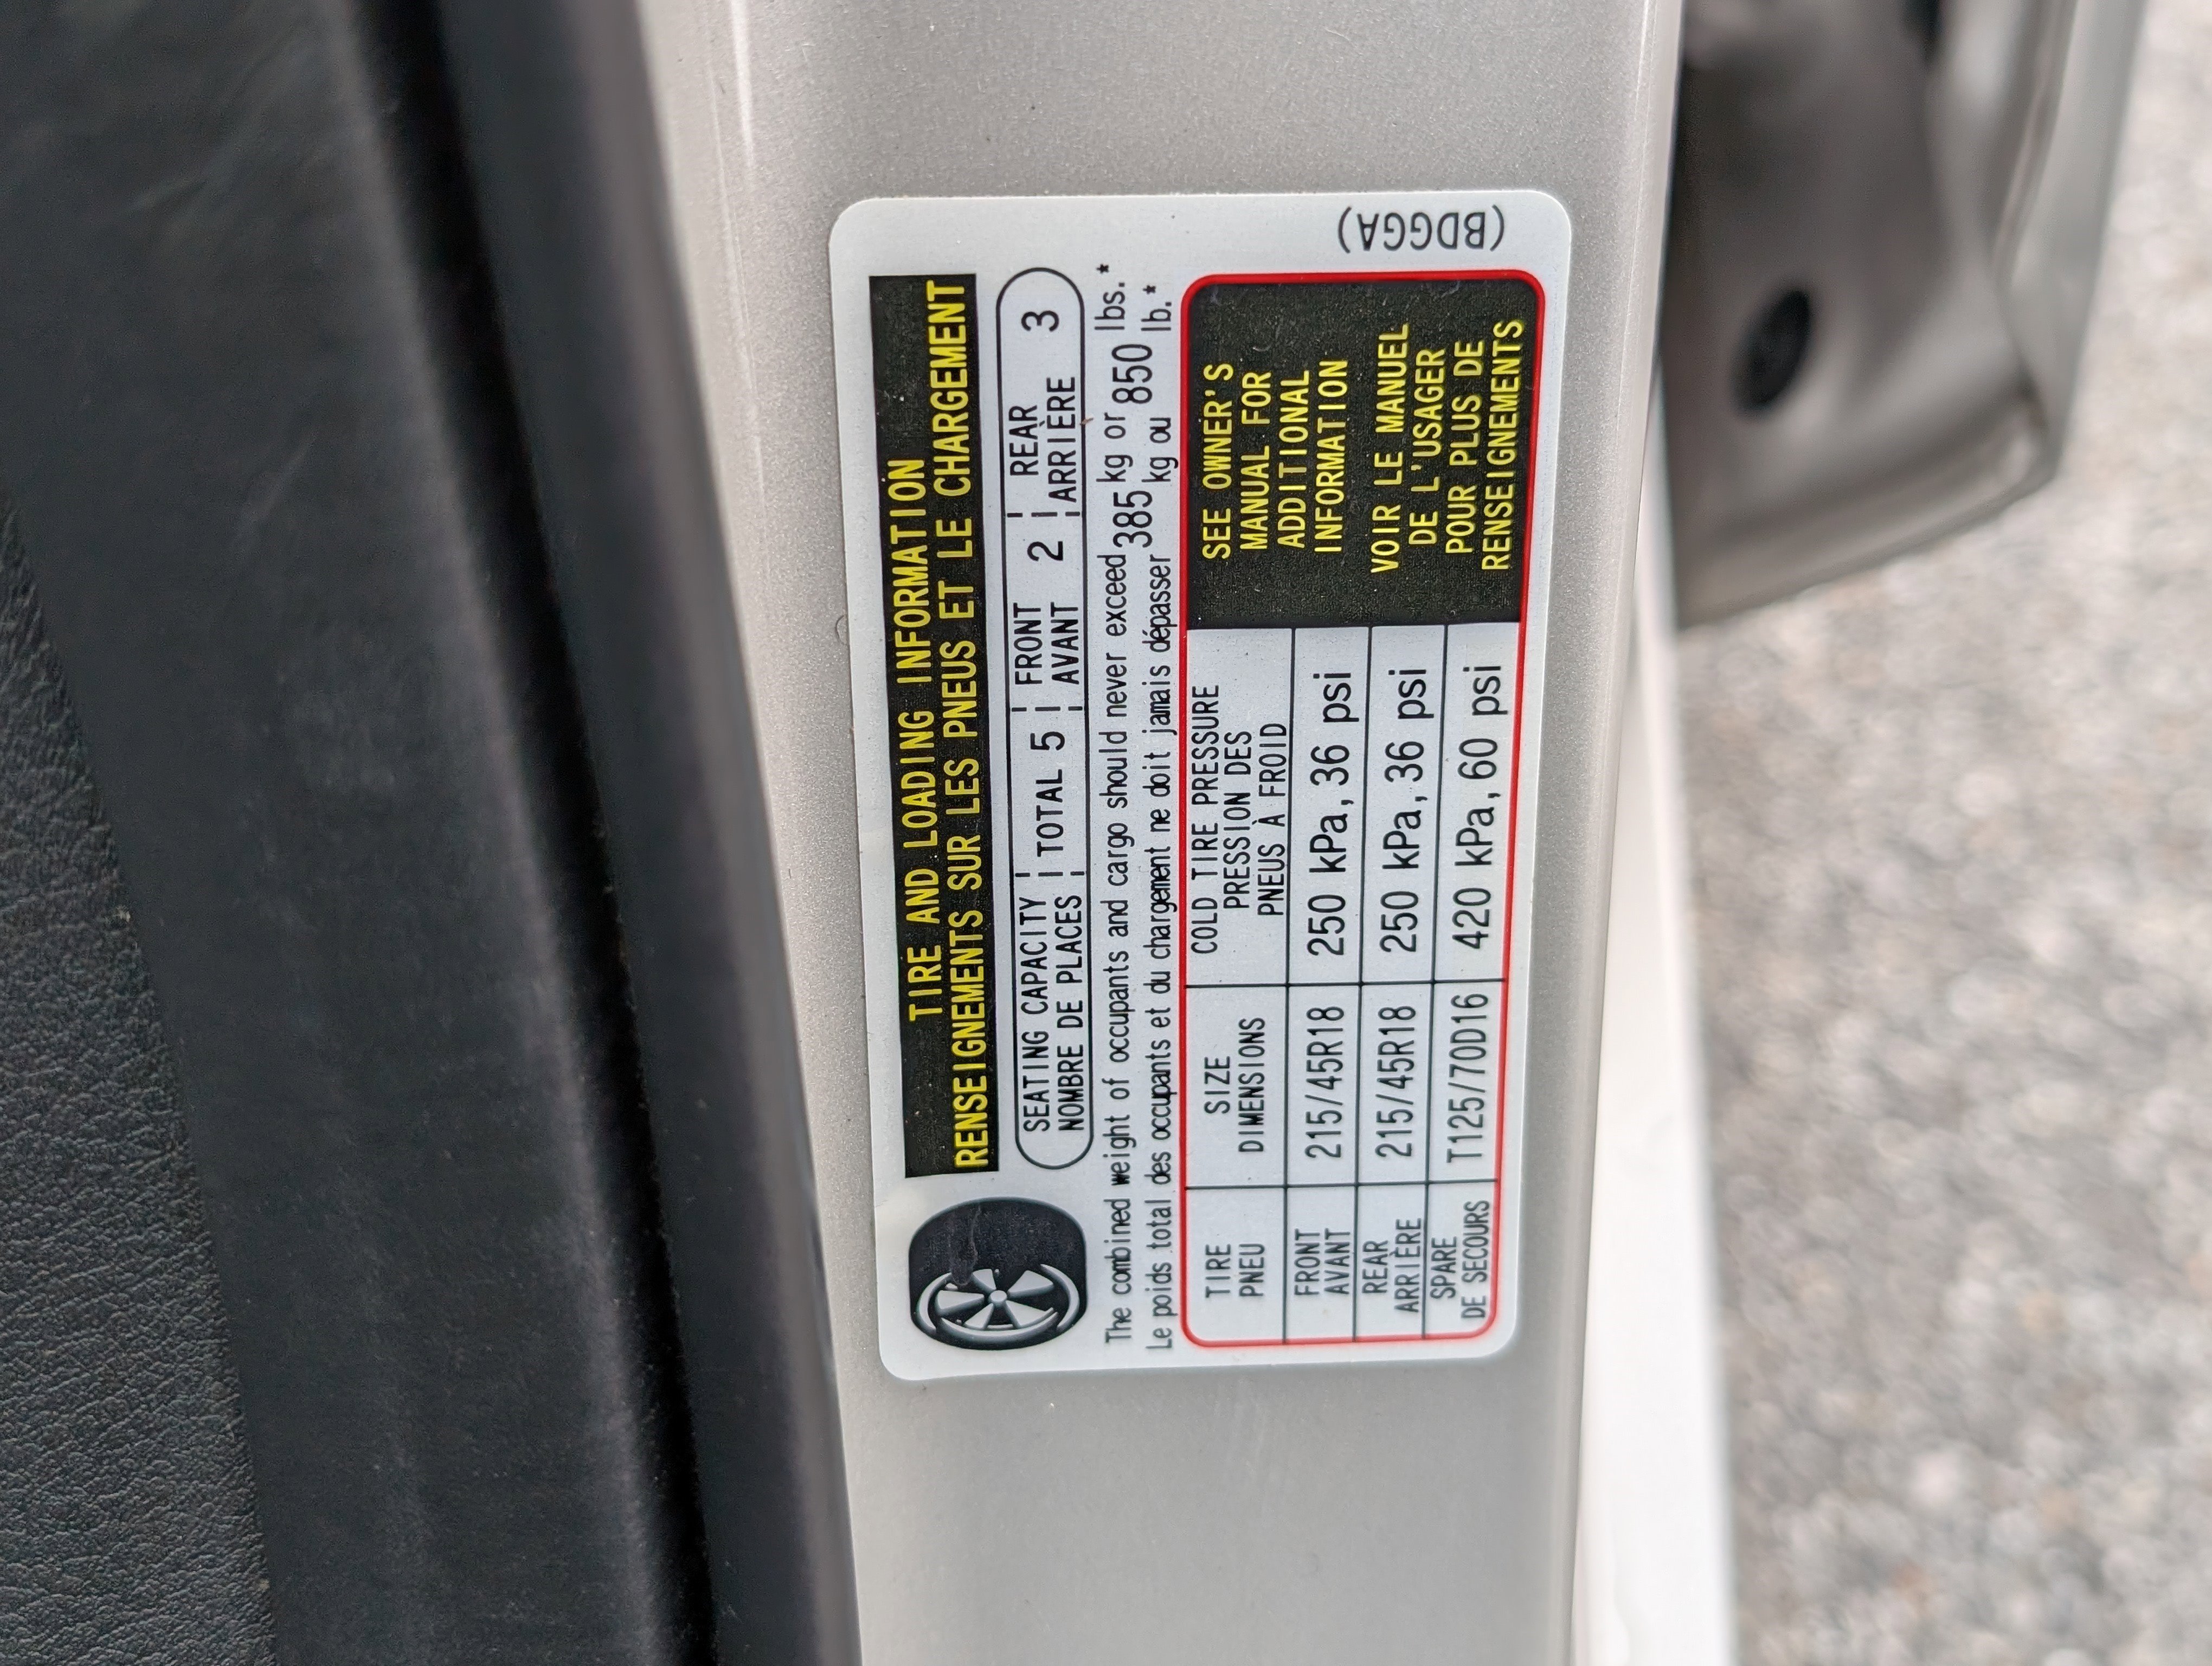 TIRE AND LOADING INFORMATION
RENSEIGNEMENTS SUR LES PNEUS ET LE CHARGEMENT
SEATING CAPACITY | TOTAL 5 | FRONT 2 | REAR 3
NOMBRE DE PLACES | AVANT | ARRIÈRE
The combined weight of occupants and cargo should never exceed 385 kg or 850 lbs.*
Le poids total des occupants et du chargement ne doit jamais dépasser kg ou lb.*
TIRE
PNEU
SIZE
DIMENSIONS
COLD TIRE PRESSURE
PRESSION DES
PNEUS À FROID
FRONT
AVANT
215/45R18
250 kPa, 36 psi
REAR
ARRIÈRE
215/45R18
250 kPa, 36 psi
SPARE
DE SECOURS
T125/70D16
420 kPa, 60 psi
SEE OWNER'S
MANUAL FOR
ADDITIONAL
INFORMATION
VOIR LE MANUEL
DE L'USAGER
POUR PLUS DE
RENSEIGNEMENTS
(BDGGA)